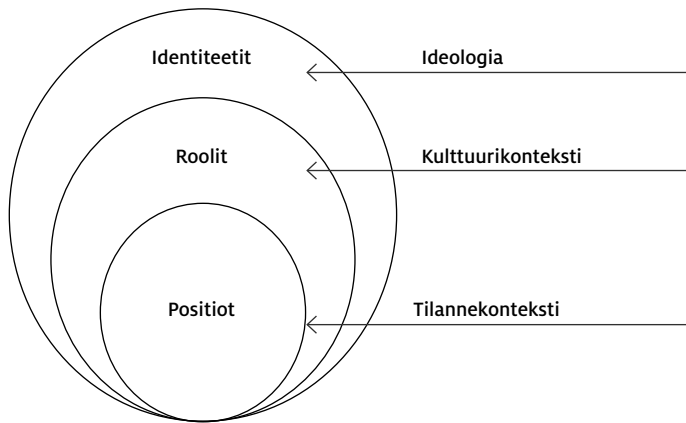 Identiteetit
Ideologia
Roolit
Kulttuurikonteksti
Positiot
Tilannekonteksti